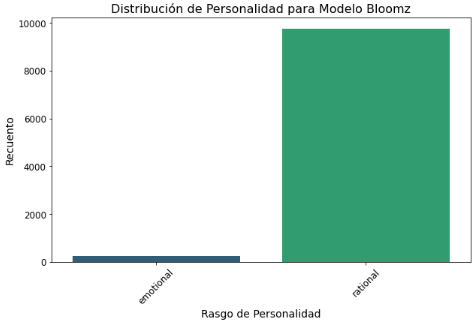 Distribución de Personalidad para Modelo Bloomz
10000
8000
6000
4000
2000
0
Recuento
emotional
rational
Rasgo de Personalidad